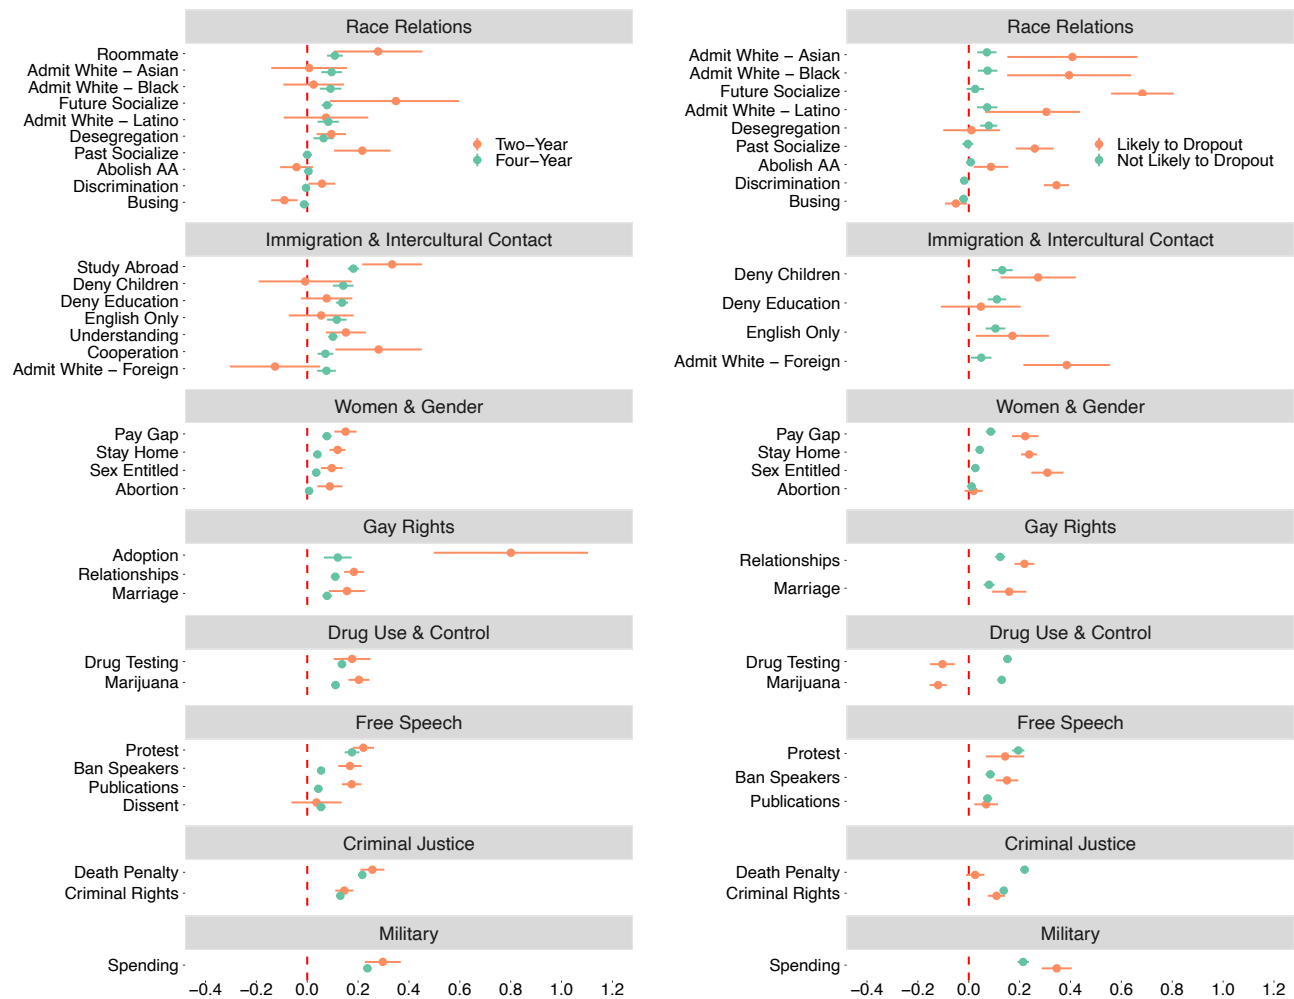 Race Relations
Roommate
Admit White – Asian
Admit White – Black
Future Socialize
Admit White – Latino
Desegregation
Past Socialize
Abolish AA
Discrimination
Busing
Two−Year
Four−Year
Immigration & Intercultural Contact
Study Abroad
Deny Children
Deny Education
English Only
Understanding
Cooperation
Admit White – Foreign
Women & Gender
Pay Gap
Stay Home
Sex Entitled
Abortion
Gay Rights
Adoption
Relationships
Marriage
Drug Use & Control
Drug Testing
Marijuana
Free Speech
Protest
Ban Speakers
Publications
Dissent
Criminal Justice
Death Penalty
Criminal Rights
Military
Spending
−0.4 −0.2 0.0 0.2 0.4 0.6 0.8 1.0 1.2
Race Relations
Admit White – Asian
Admit White – Black
Future Socialize
Admit White – Latino
Desegregation
Past Socialize
Abolish AA
Discrimination
Busing
Likely to Dropout
Not Likely to Dropout
Immigration & Intercultural Contact
Deny Children
Deny Education
English Only
Admit White – Foreign
Women & Gender
Pay Gap
Stay Home
Sex Entitled
Abortion
Gay Rights
Relationships
Marriage
Drug Use & Control
Drug Testing
Marijuana
Free Speech
Protest
Ban Speakers
Publications
Criminal Justice
Death Penalty
Criminal Rights
Military
Spending
−0.4 −0.2 0.0 0.2 0.4 0.6 0.8 1.0 1.2